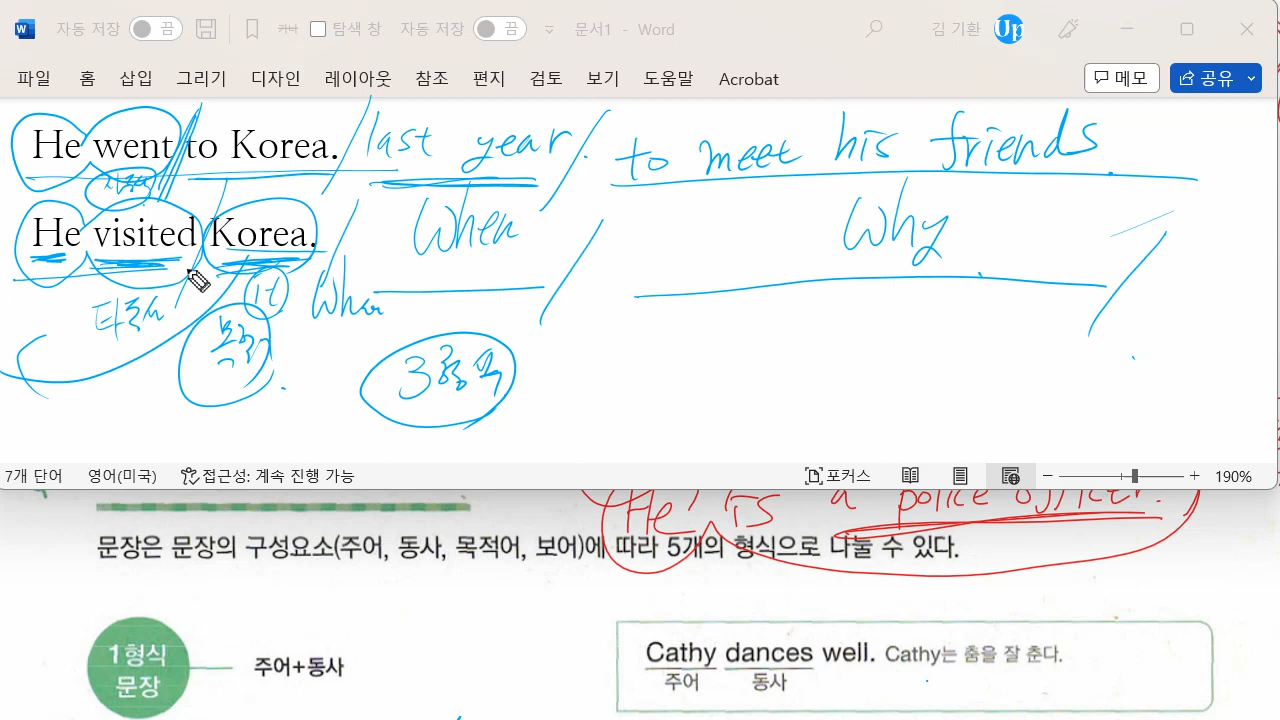 자동 저장 끔 카나 탐색 창 자동 저장 끔 문서1 - Word 김 기환 Up
파일 홈 삽입 그리기 디자인 레이아웃 참조 편지 검토 보기 도움말 Acrobat 메모 공유
He went to Korea. last year. to meet his friends.
He visited Korea. When Why
it
타동사
3형식
7개 단어 영어(미국) 접근성: 계속 진행 가능 포커스 190%
He is a police officer.
문장은 문장의 구성요소(주어, 동사, 목적어, 보어)에 따라 5개의 형식으로 나눌 수 있다.
1형식
문장
주어+동사
Cathy dances well. Cathy는 춤을 잘 춘다.
주어 동사